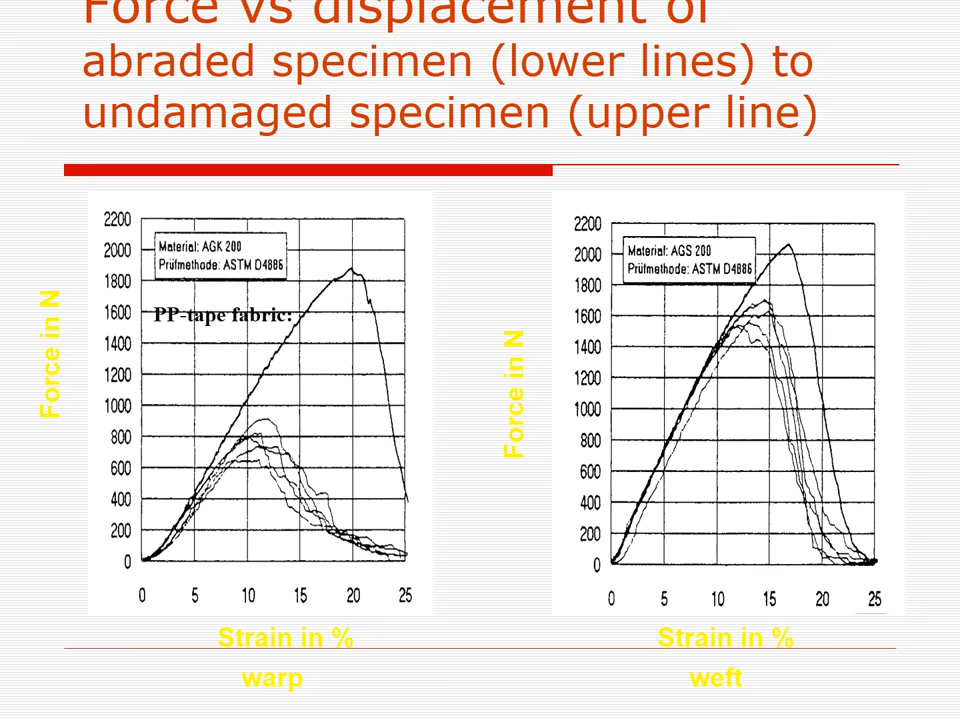 Force vs displacement of
abraded specimen (lower lines) to
undamaged specimen (upper line)
Force in N
2200
2000
1800
1600
1400
1200
1000
800
600
400
200
0
Material: AGK 200
Prüfmethode: ASTM D4886
PP-tape fabric:
0 5 10 15 20 25
Strain in %
warp
Force in N
2200
2000
1800
1600
1400
1200
1000
800
600
400
200
0
Material: AGS 200
Prüfmethode: ASTM D4886
0 5 10 15 20 25
Strain in %
weft